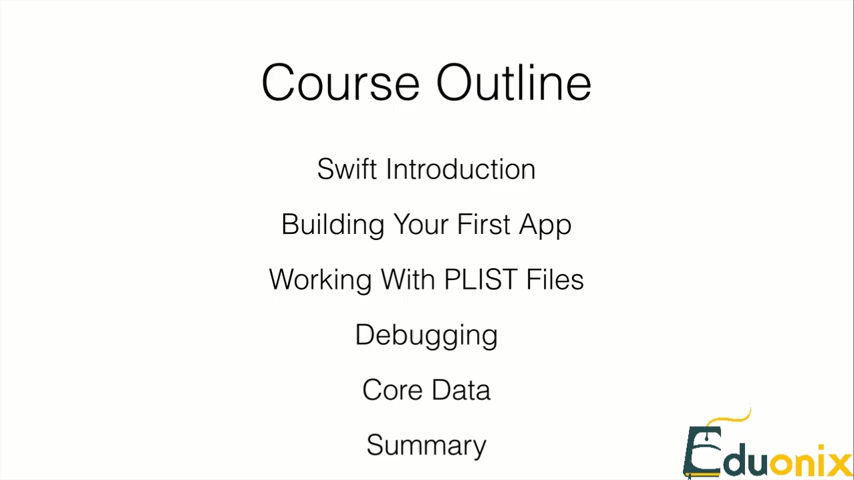 Course Outline
Swift Introduction
Building Your First App
Working With PLIST Files
Debugging
Core Data
Summary
Eduonix